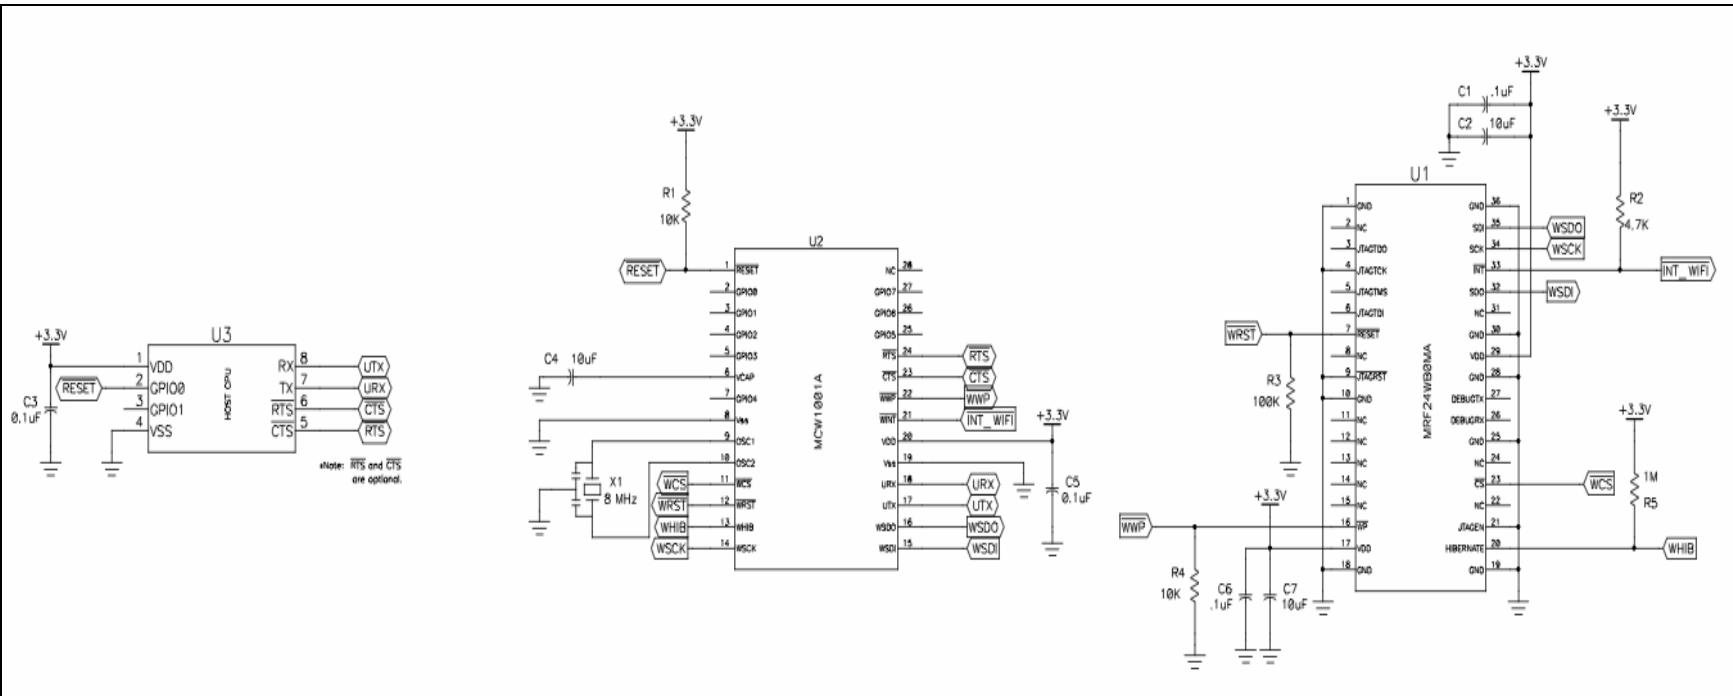 +3.3V
U3
1 VDD RX 8 UTX
RESET 2 GPIO0 TX 7 URX
C3
0.1uF
3 GPIO1 RTS 6 CTS
4 VSS CTS 5 RTS
HOST CPU
*Note: RTS and CTS
are optional.
+3.3V
R1
10K
U2
RESET 1 RESET NC 28
2 GPIO0 GPIO7 27
3 GPIO1 GPIO6 26
4 GPIO2 GPIO5 25
5 GPIO3 RTS 24 RTS
C4 10uF
6 VCAP CTS 23 CTS
7 GPIO4 WWP 22 WWP
8 Vss WINT 21 INT_WIFI
9 OSC1 VDD 20
+3.3V
10 OSC2 Vss 19
X1
8 MHz
WCS 11 WCS URX 18 URX
C5
0.1uF
WRST 12 WRST UTX 17 UTX
WHIB 13 WHIB WSDO 16 WSDO
WSCK 14 WSCK WSDI 15 WSDI
MCW1001A
+3.3V
C1 .1uF
C2 10uF
+3.3V
R2
4.7K
U1
1 GND GND 36
2 NC SDI 35 WSDO
3 JTAGTDO SCK 34 WSCK
4 JTAGTCK INT 33 INT_WIFI
5 JTAGTMS SDO 32 WSDI
6 JTAGTDI NC 31
WRST 7 RESET GND 30
8 NC VDD 29
9 JTAGRST GND 28
10 GND DEBUGTX 27
11 NC DEBUGRX 26
12 NC GND 25
13 NC NC 24
14 NC CS 23 WCS
15 NC NC 22
WWP 16 WP JTAGEN 21
17 VDD HIBERNATE 20 WHIB
18 GND GND 19
MRF24WB0MA
R3
100K
+3.3V
+3.3V
1M
R5
R4
10K
C6
.1uF
C7
10uF